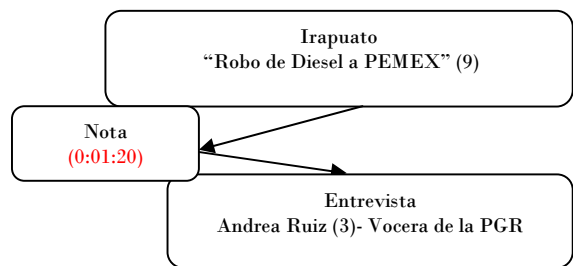 Irapuato
“Robo de Diesel a PEMEX” (9)
Nota
(0:01:20)
Entrevista
Andrea Ruiz (3)- Vocera de la PGR